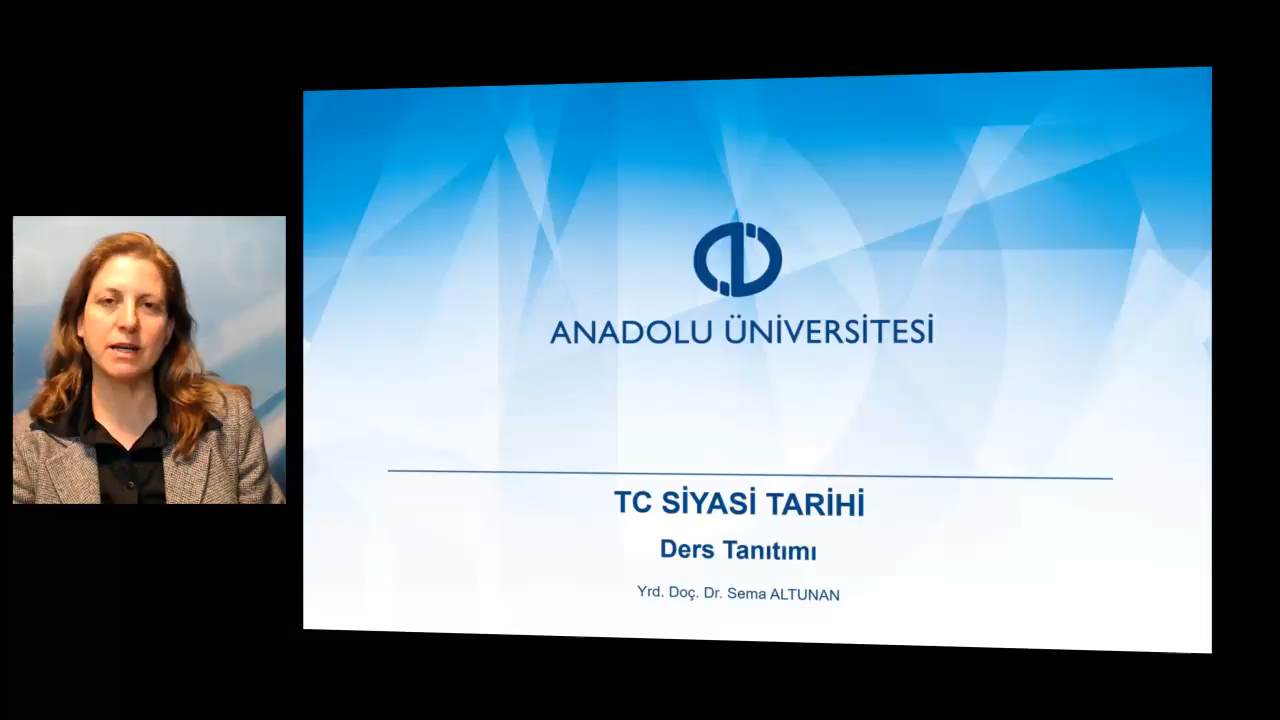 ANADOLU ÜNİVERSİTESİ
TC SİYASİ TARİHİ
Ders Tanıtımı
Yrd. Doç. Dr. Sema ALTUNAN